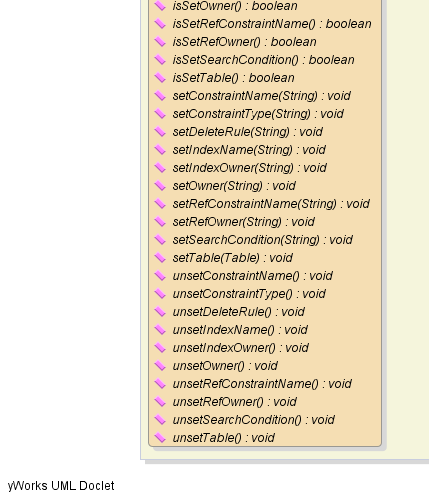 isSetOwner() : boolean
isSetRefConstraintName() : boolean
isSetRefOwner() : boolean
isSetSearchCondition() : boolean
isSetTable() : boolean
setConstraintName(String) : void
setConstraintType(String) : void
setDeleteRule(String) : void
setIndexName(String) : void
setIndexOwner(String) : void
setOwner(String) : void
setRefConstraintName(String) : void
setRefOwner(String) : void
setSearchCondition(String) : void
setTable(Table) : void
unsetConstraintName() : void
unsetConstraintType() : void
unsetDeleteRule() : void
unsetIndexName() : void
unsetIndexOwner() : void
unsetOwner() : void
unsetRefConstraintName() : void
unsetRefOwner() : void
unsetSearchCondition() : void
unsetTable() : void
yWorks UML Doclet